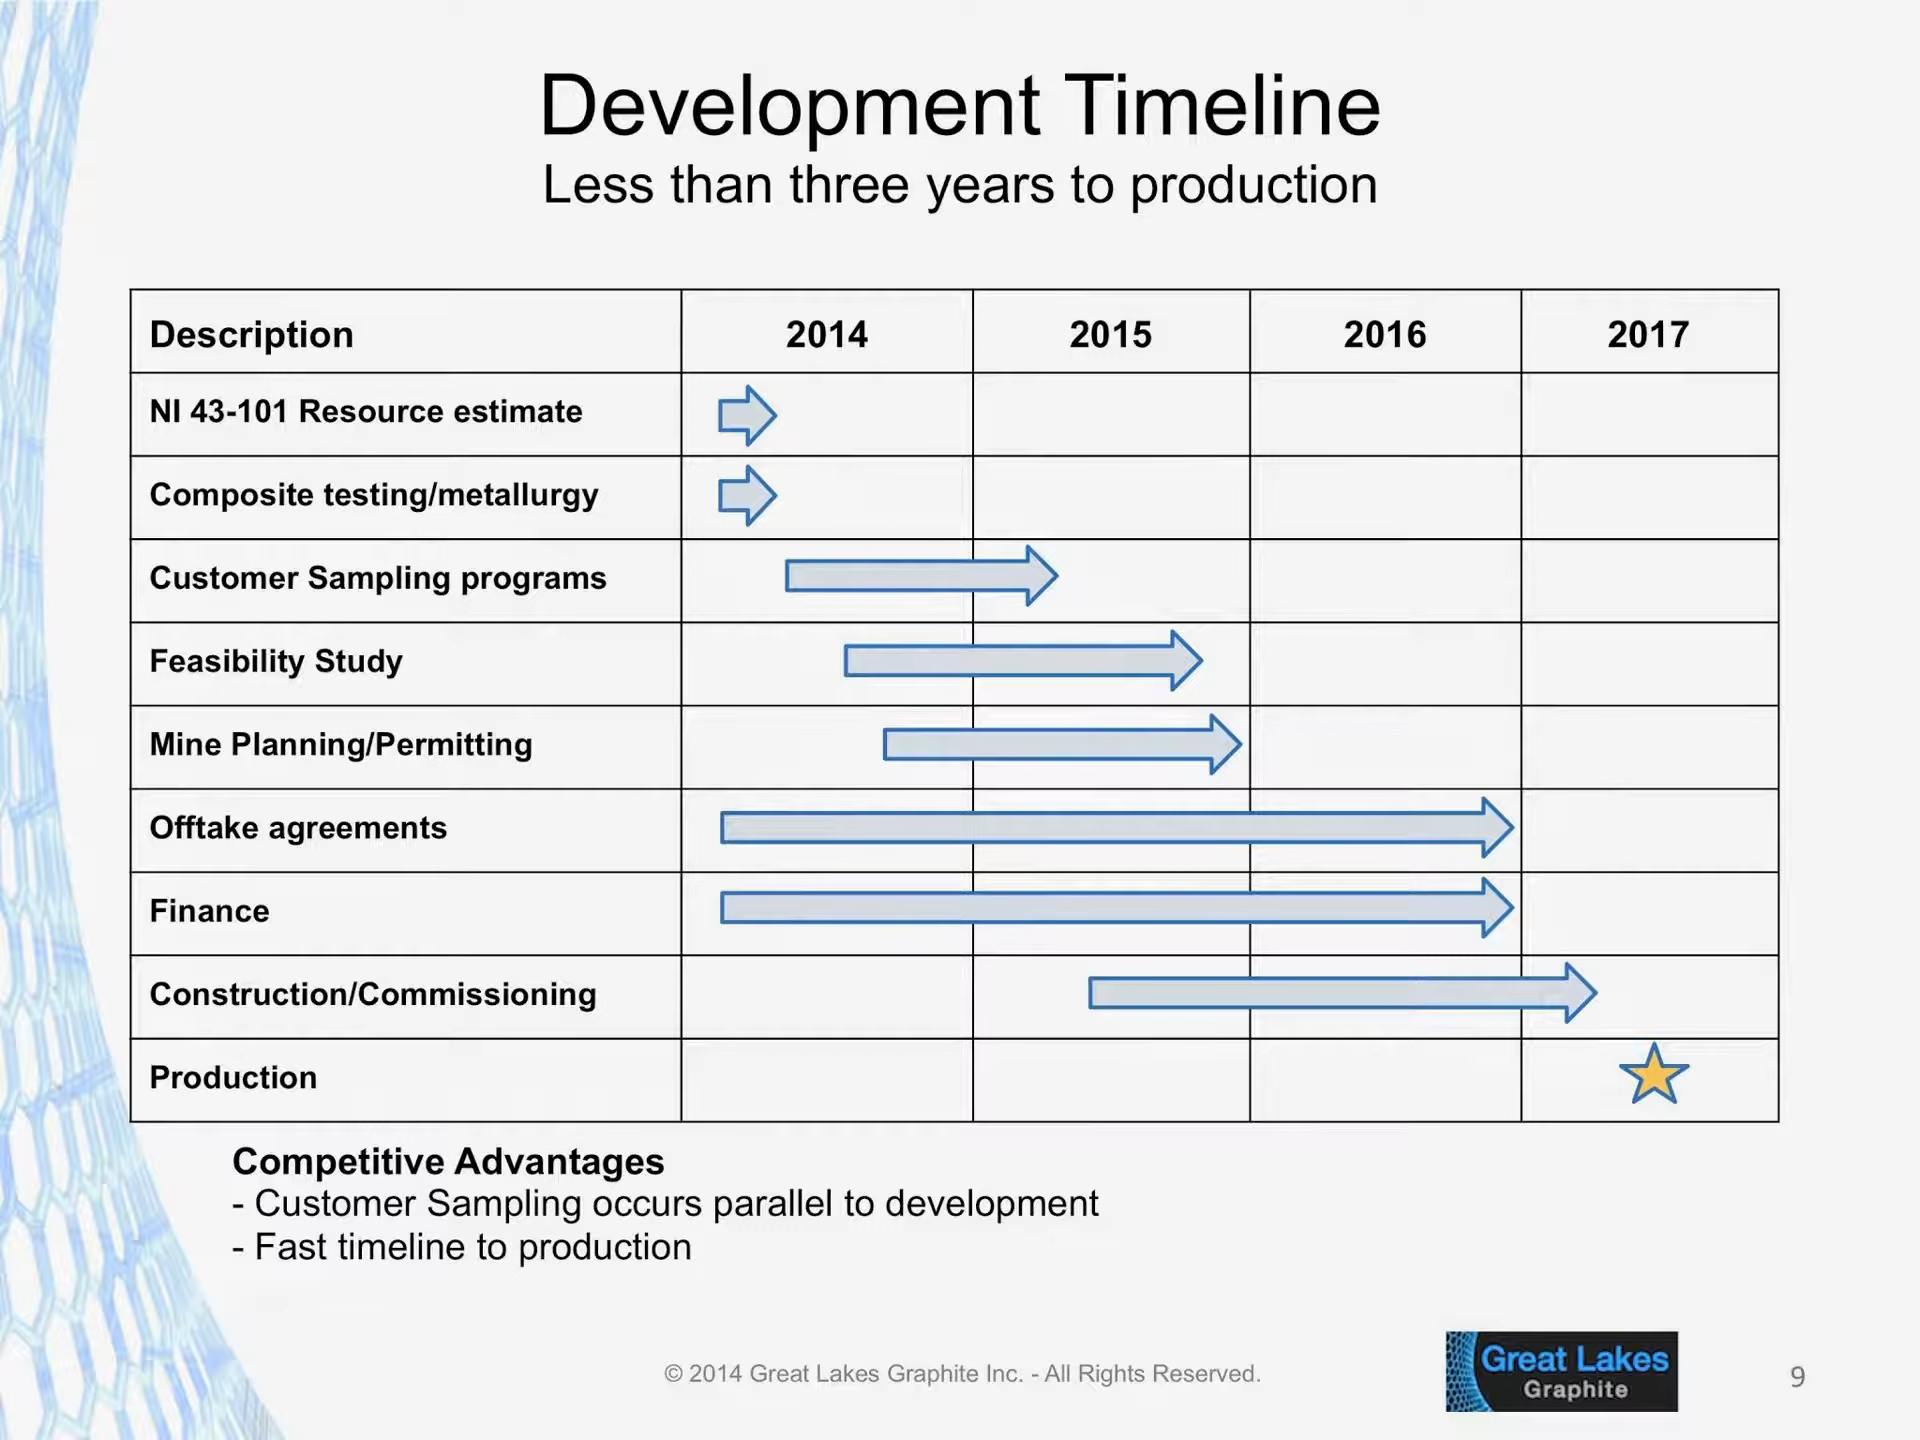 Development Timeline
Less than three years to production
Description 2014 2015 2016 2017
NI 43-101 Resource estimate
Composite testing/metallurgy
Customer Sampling programs
Feasibility Study
Mine Planning/Permitting
Offtake agreements
Finance
Construction/Commissioning
Production
Competitive Advantages
- Customer Sampling occurs parallel to development
- Fast timeline to production
© 2014 Great Lakes Graphite Inc. - All Rights Reserved.
Great Lakes
Graphite
9